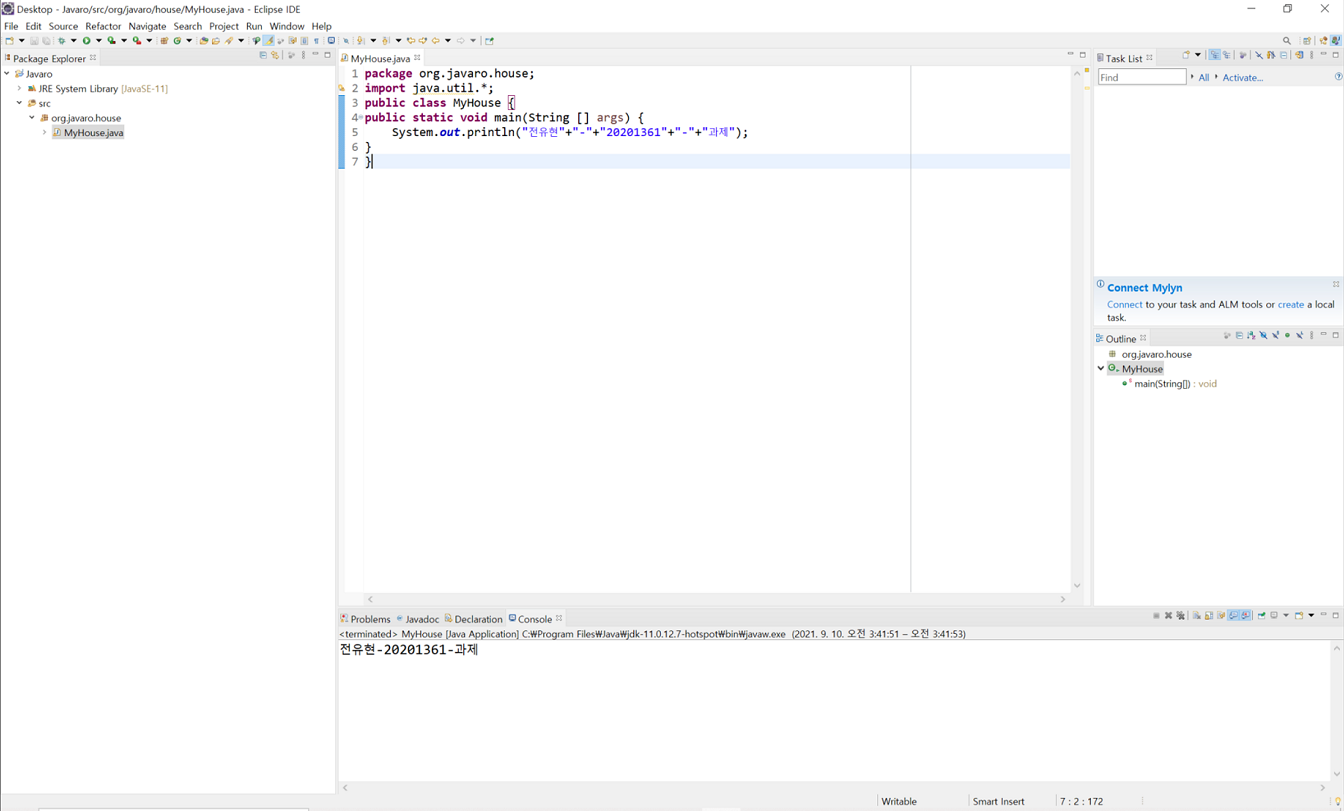 Desktop - Javaro/src/org/javaro/house/MyHouse.java - Eclipse IDE
File Edit Source Refactor Navigate Search Project Run Window Help
Package Explorer
Javaro
JRE System Library [JavaSE-11]
src
org.javaro.house
MyHouse.java
MyHouse.java
1 package org.javaro.house;
2 import java.util.*;
3 public class MyHouse {
4 public static void main(String [] args) {
5 System.out.println("전유현"+"-"+"20201361"+"-"+"과제");
6 }
7 }
Task List
Find All Activate...
Connect Mylyn
Connect to your task and ALM tools or create a local
task.
Outline
org.javaro.house
MyHouse
main(String[]) : void
Problems Javadoc Declaration Console
<terminated> MyHouse [Java Application] C:₩Program Files₩Java₩jdk-11.0.12.7-hotspot₩bin₩javaw.exe (2021. 9. 10. 오전 3:41:51 – 오전 3:41:53)
전유현-20201361-과제
Writable Smart Insert 7 : 2 : 172